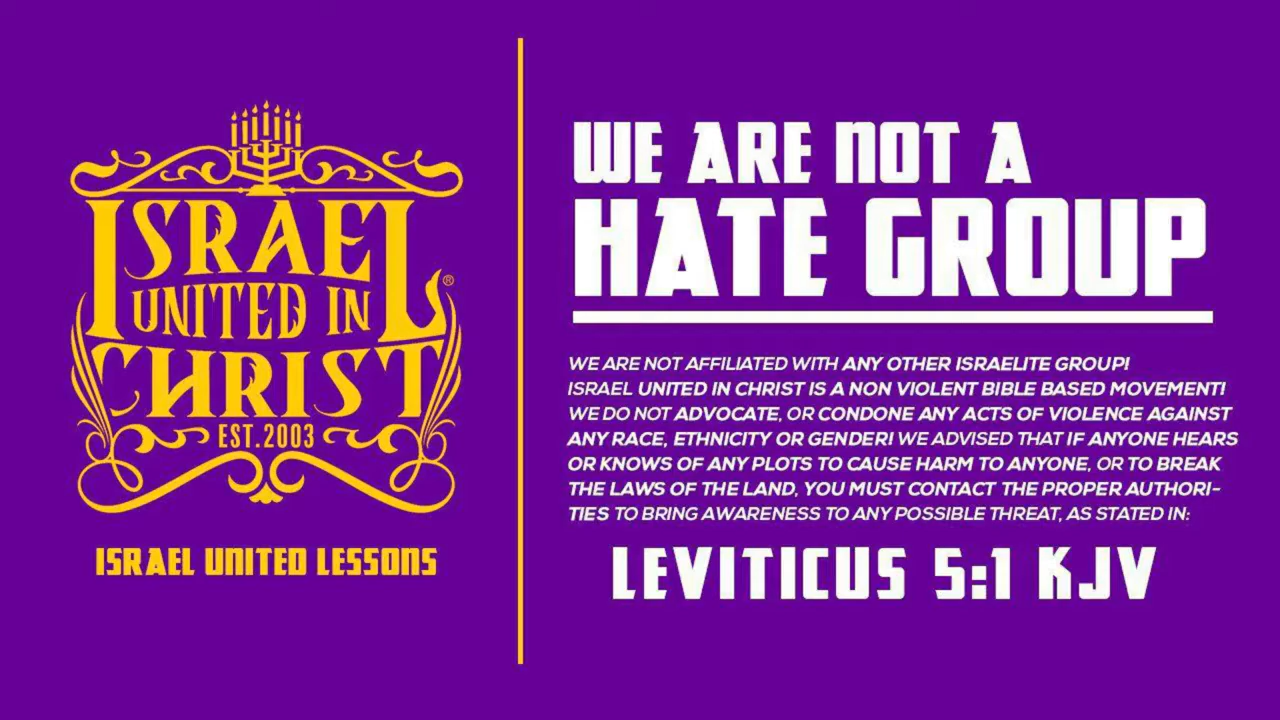 ISRAEL
UNITED IN
CHRIST
®
EST.2003
ISRAEL UNITED LESSONS
WE ARE NOT A
HATE GROUP
WE ARE NOT AFFILIATED WITH ANY OTHER ISRAELITE GROUP!
ISRAEL UNITED IN CHRIST IS A NON VIOLENT BIBLE BASED MOVEMENT!
WE DO NOT ADVOCATE, OR CONDONE ANY ACTS OF VIOLENCE AGAINST
ANY RACE, ETHNICITY OR GENDER! WE ADVISED THAT IF ANYONE HEARS
OR KNOWS OF ANY PLOTS TO CAUSE HARM TO ANYONE, OR TO BREAK
THE LAWS OF THE LAND, YOU MUST CONTACT THE PROPER AUTHORI-
TIES TO BRING AWARENESS TO ANY POSSIBLE THREAT, AS STATED IN:
LEVITICUS 5:1 KJV